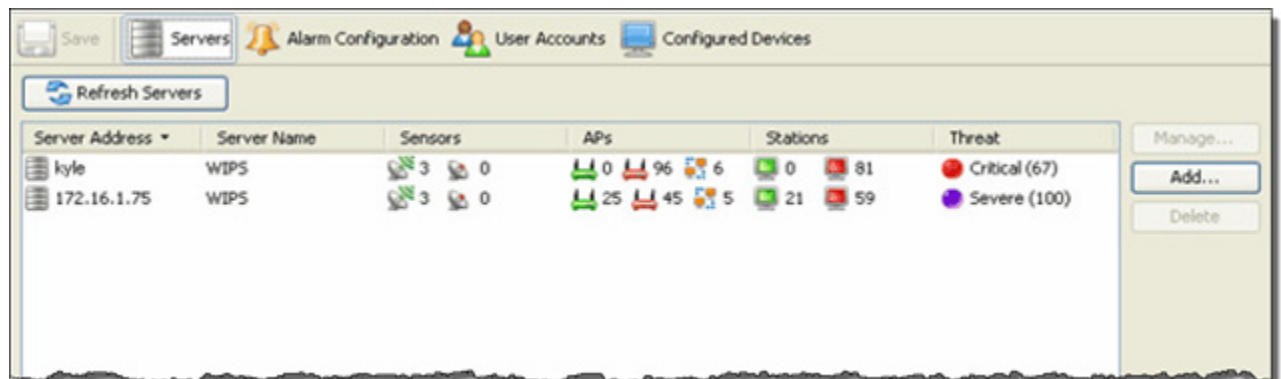 Save Servers Alarm Configuration User Accounts Configured Devices
Refresh Servers
Server Address Server Name Sensors APs Stations Threat Manage...
kyle WIPS 3 0 0 96 6 0 81 Critical (67) Add...
172.16.1.75 WIPS 3 0 25 45 5 21 59 Severe (100)
Delete